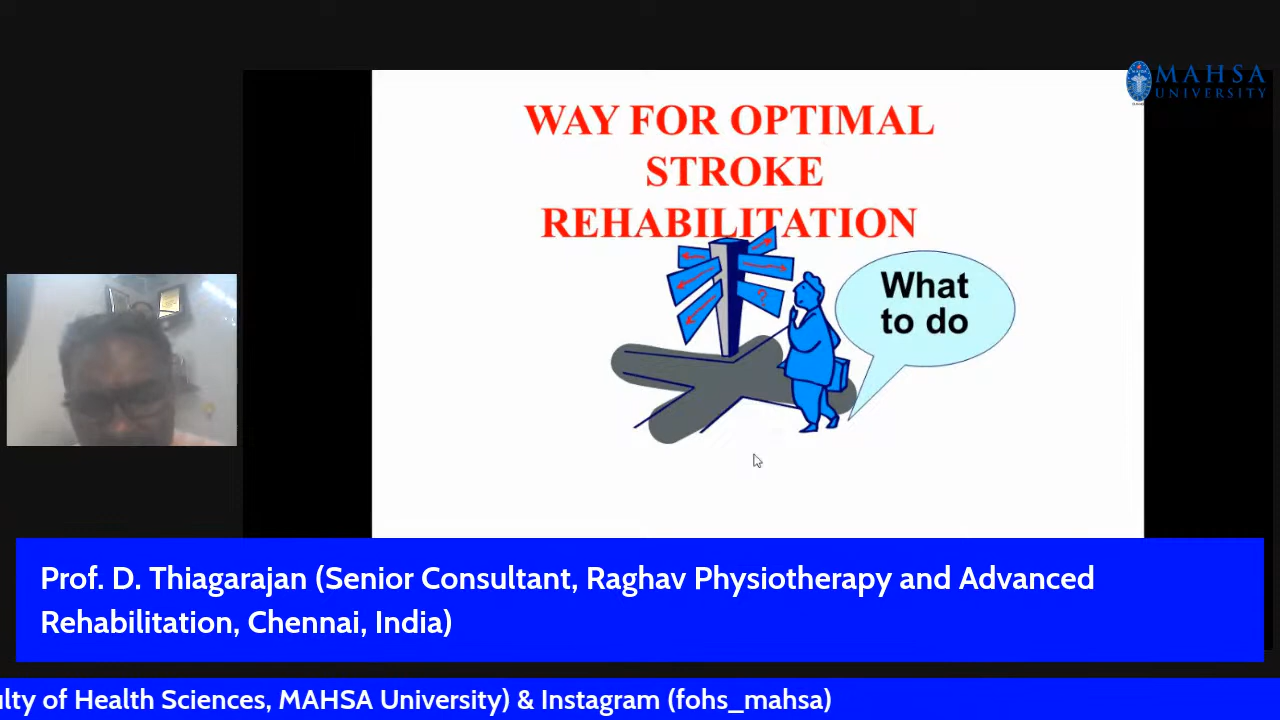 MAHSA
UNIVERSITY
WAY FOR OPTIMAL
STROKE
REHABILITATION
?
What
to do
Prof. D. Thiagarajan (Senior Consultant, Raghav Physiotherapy and Advanced
Rehabilitation, Chennai, India)
ulty of Health Sciences, MAHSA University) & Instagram (fohs_mahsa)